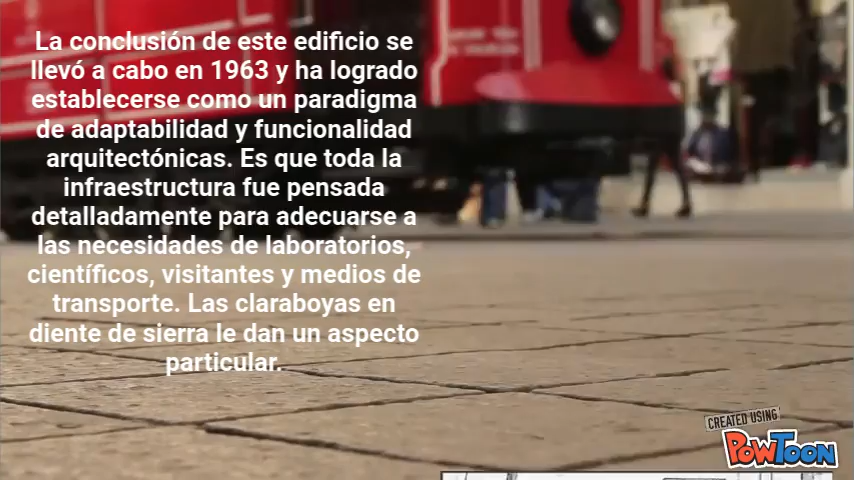 La conclusión de este edificio se
llevó a cabo en 1963 y ha logrado
establecerse como un paradigma
de adaptabilidad y funcionalidad
arquitectónicas. Es que toda la
infraestructura fue pensada
detalladamente para adecuarse a
las necesidades de laboratorios,
científicos, visitantes y medios de
transporte. Las claraboyas en
diente de sierra le dan un aspecto
particular.
CREATED USING
POWTOON